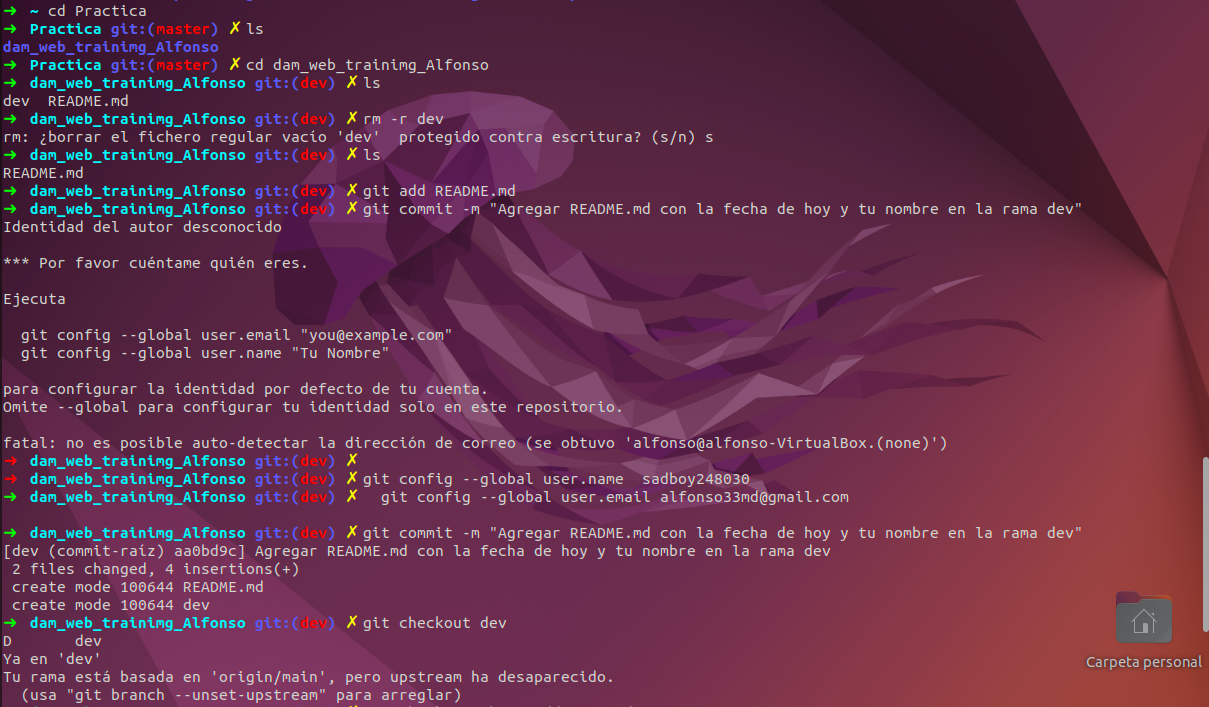 ➜ ~ cd Practica
➜ Practica git:(master) ✗ ls
dam_web_trainimg_Alfonso
➜ Practica git:(master) ✗ cd dam_web_trainimg_Alfonso
➜ dam_web_trainimg_Alfonso git:(dev) ✗ ls
dev  README.md
➜ dam_web_trainimg_Alfonso git:(dev) ✗ rm -r dev
rm: ¿borrar el fichero regular vacío 'dev'  protegido contra escritura? (s/n) s
➜ dam_web_trainimg_Alfonso git:(dev) ✗ ls
README.md
➜ dam_web_trainimg_Alfonso git:(dev) ✗ git add README.md
➜ dam_web_trainimg_Alfonso git:(dev) ✗ git commit -m "Agregar README.md con la fecha de hoy y tu nombre en la rama dev"
Identidad del autor desconocido
*** Por favor cuéntame quién eres.
Ejecuta
  git config --global user.email "you@example.com"
  git config --global user.name "Tu Nombre"
para configurar la identidad por defecto de tu cuenta.
Omite --global para configurar tu identidad solo en este repositorio.
fatal: no es posible auto-detectar la dirección de correo (se obtuvo 'alfonso@alfonso-VirtualBox.(none)')
➜ dam_web_trainimg_Alfonso git:(dev) ✗
➜ dam_web_trainimg_Alfonso git:(dev) ✗ git config --global user.name  sadboy248030
➜ dam_web_trainimg_Alfonso git:(dev) ✗   git config --global user.email alfonso33md@gmail.com
➜ dam_web_trainimg_Alfonso git:(dev) ✗ git commit -m "Agregar README.md con la fecha de hoy y tu nombre en la rama dev"
[dev (commit-raíz) aa0bd9c] Agregar README.md con la fecha de hoy y tu nombre en la rama dev
 2 files changed, 4 insertions(+)
 create mode 100644 README.md
 create mode 100644 dev
➜ dam_web_trainimg_Alfonso git:(dev) ✗ git checkout dev
D       dev
Ya en 'dev'
Tu rama está basada en 'origin/main', pero upstream ha desaparecido.
  (usa "git branch --unset-upstream" para arreglar)
Carpeta personal